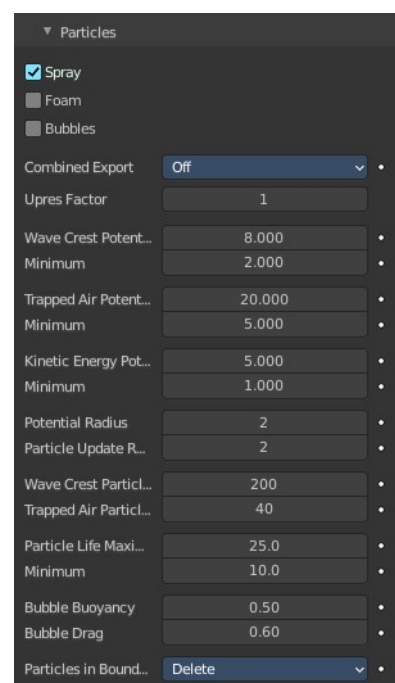 Particles
Spray
Foam
Bubbles
Combined Export Off
Upres Factor 1
Wave Crest Potent... 8.000
Minimum 2.000
Trapped Air Potent... 20.000
Minimum 5.000
Kinetic Energy Pot... 5.000
Minimum 1.000
Potential Radius 2
Particle Update R... 2
Wave Crest Particl... 200
Trapped Air Particl... 40
Particle Life Maxi... 25.0
Minimum 10.0
Bubble Buoyancy 0.50
Bubble Drag 0.60
Particles in Bound... Delete